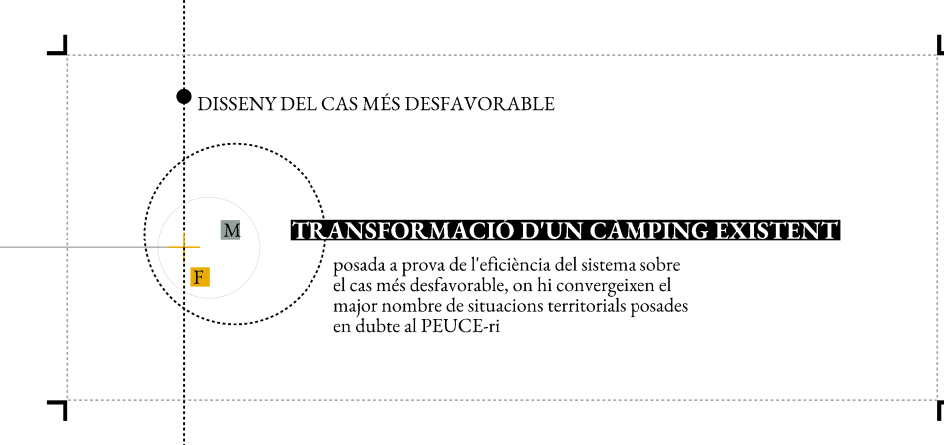 DISSENY DEL CAS MÉS DESFAVORABLE
M
TRANSFORMACIÓ D'UN CÀMPING EXISTENT
F
posada a prova de l'eficiència del sistema sobre
el cas més desfavorable, on hi convergeixen el
major nombre de situacions territorials posades
en dubte al PEUCE-ri